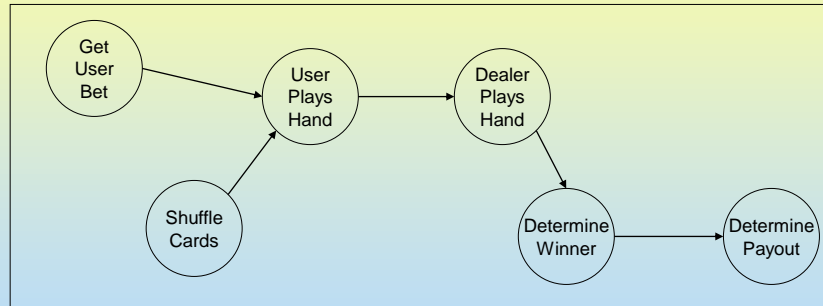 Get
User
Bet
User
Plays
Hand
Dealer
Plays
Hand
Shuffle
Cards
Determine
Winner
Determine
Payout